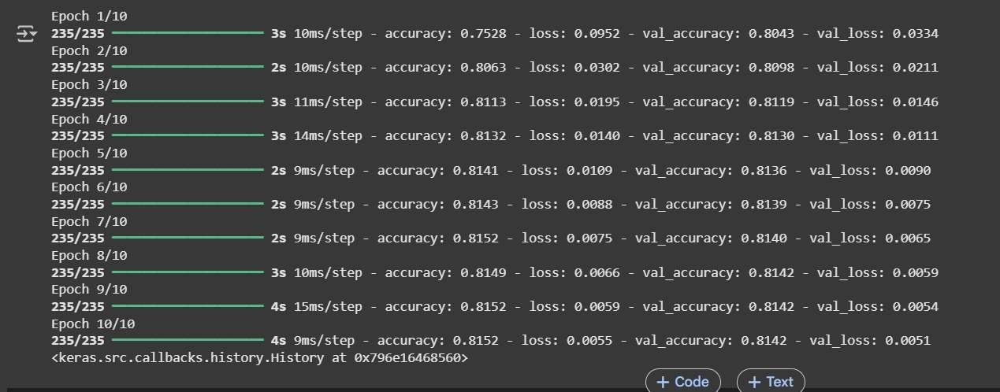 Epoch 1/10
235/235 ━━━━━━━━━━━━━━━━━━━━ 3s 10ms/step - accuracy: 0.7528 - loss: 0.0952 - val_accuracy: 0.8043 - val_loss: 0.0334
Epoch 2/10
235/235 ━━━━━━━━━━━━━━━━━━━━ 2s 10ms/step - accuracy: 0.8063 - loss: 0.0302 - val_accuracy: 0.8098 - val_loss: 0.0211
Epoch 3/10
235/235 ━━━━━━━━━━━━━━━━━━━━ 3s 11ms/step - accuracy: 0.8113 - loss: 0.0195 - val_accuracy: 0.8119 - val_loss: 0.0146
Epoch 4/10
235/235 ━━━━━━━━━━━━━━━━━━━━ 3s 14ms/step - accuracy: 0.8132 - loss: 0.0140 - val_accuracy: 0.8130 - val_loss: 0.0111
Epoch 5/10
235/235 ━━━━━━━━━━━━━━━━━━━━ 2s 9ms/step - accuracy: 0.8141 - loss: 0.0109 - val_accuracy: 0.8136 - val_loss: 0.0090
Epoch 6/10
235/235 ━━━━━━━━━━━━━━━━━━━━ 2s 9ms/step - accuracy: 0.8143 - loss: 0.0088 - val_accuracy: 0.8139 - val_loss: 0.0075
Epoch 7/10
235/235 ━━━━━━━━━━━━━━━━━━━━ 2s 9ms/step - accuracy: 0.8152 - loss: 0.0075 - val_accuracy: 0.8140 - val_loss: 0.0065
Epoch 8/10
235/235 ━━━━━━━━━━━━━━━━━━━━ 3s 10ms/step - accuracy: 0.8149 - loss: 0.0066 - val_accuracy: 0.8142 - val_loss: 0.0059
Epoch 9/10
235/235 ━━━━━━━━━━━━━━━━━━━━ 4s 15ms/step - accuracy: 0.8152 - loss: 0.0059 - val_accuracy: 0.8142 - val_loss: 0.0054
Epoch 10/10
235/235 ━━━━━━━━━━━━━━━━━━━━ 4s 9ms/step - accuracy: 0.8152 - loss: 0.0055 - val_accuracy: 0.8142 - val_loss: 0.0051
<keras.src.callbacks.history.History at 0x796e16468560>
+ Code + Text